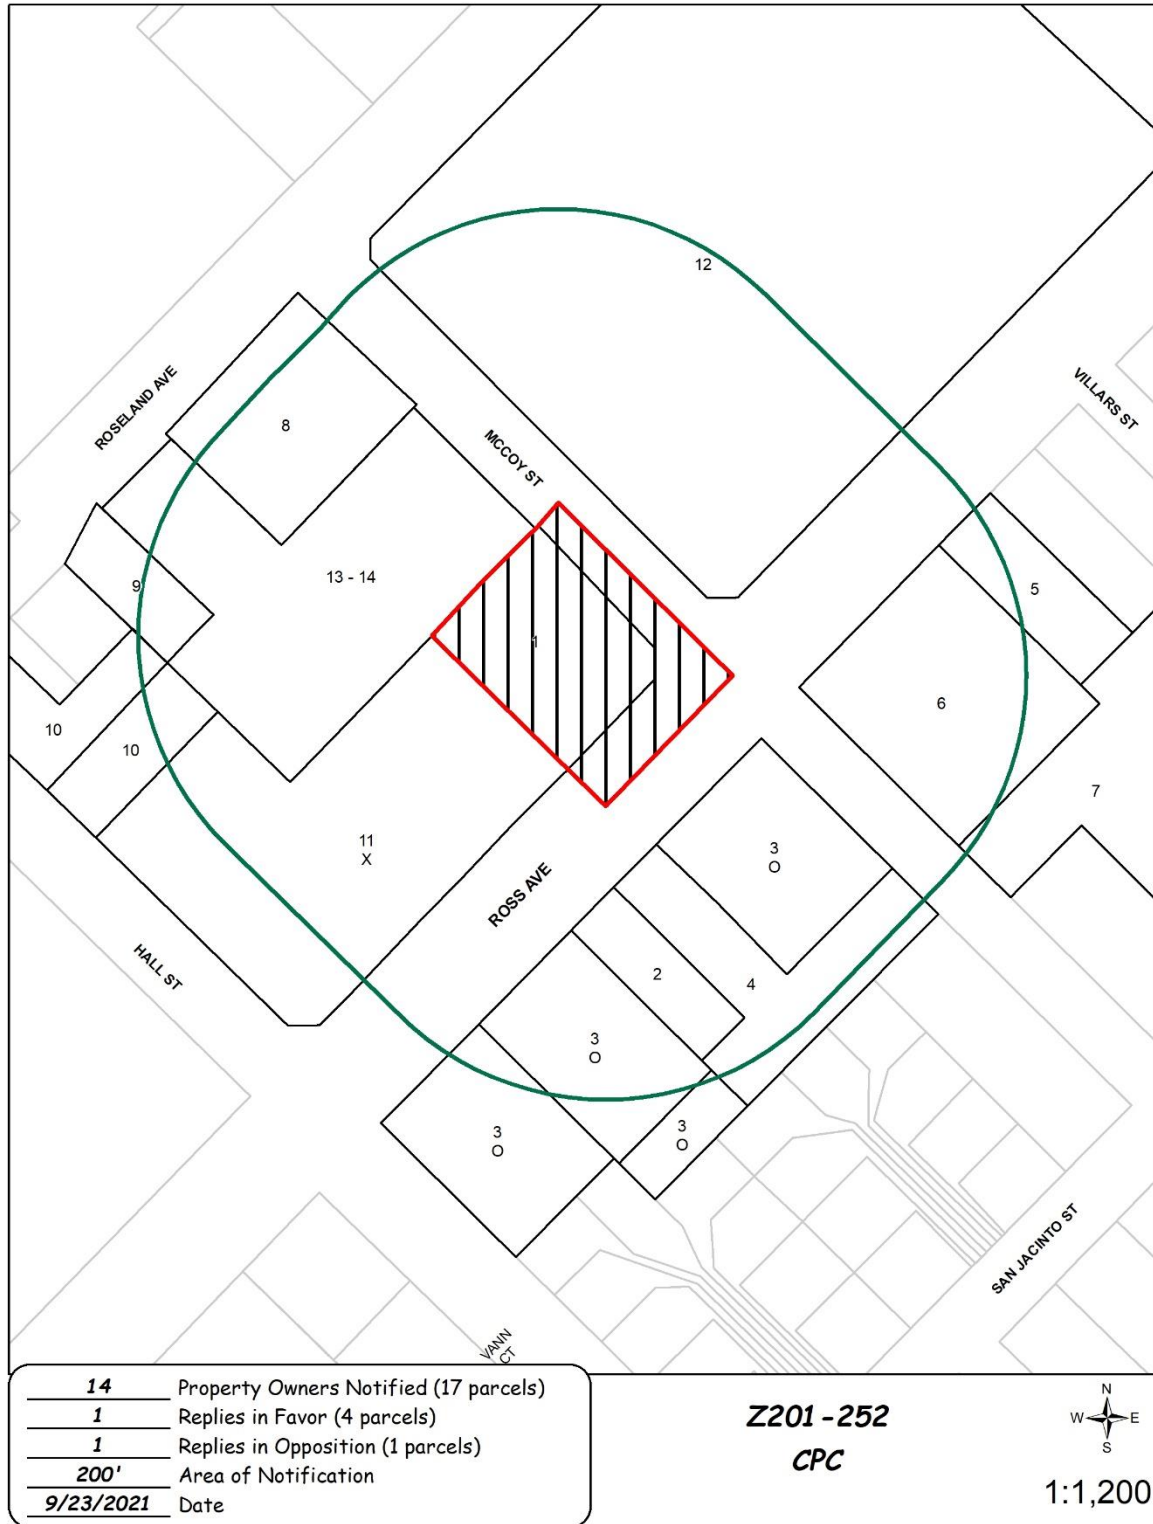 12
ROSELAND AVE
VILLARS ST
8
MCCOY ST
13 - 14
9
5
1
6
10
10
7
11
X
3
O
ROSS AVE
HALL ST
2
4
3
O
3
O
3
O
SAN JACINTO ST
VANN
CT
14 Property Owners Notified (17 parcels)
1 Replies in Favor (4 parcels)
1 Replies in Opposition (1 parcels)
200' Area of Notification
9/23/2021 Date
Z201-252
CPC
N
W E
S
1:1,200